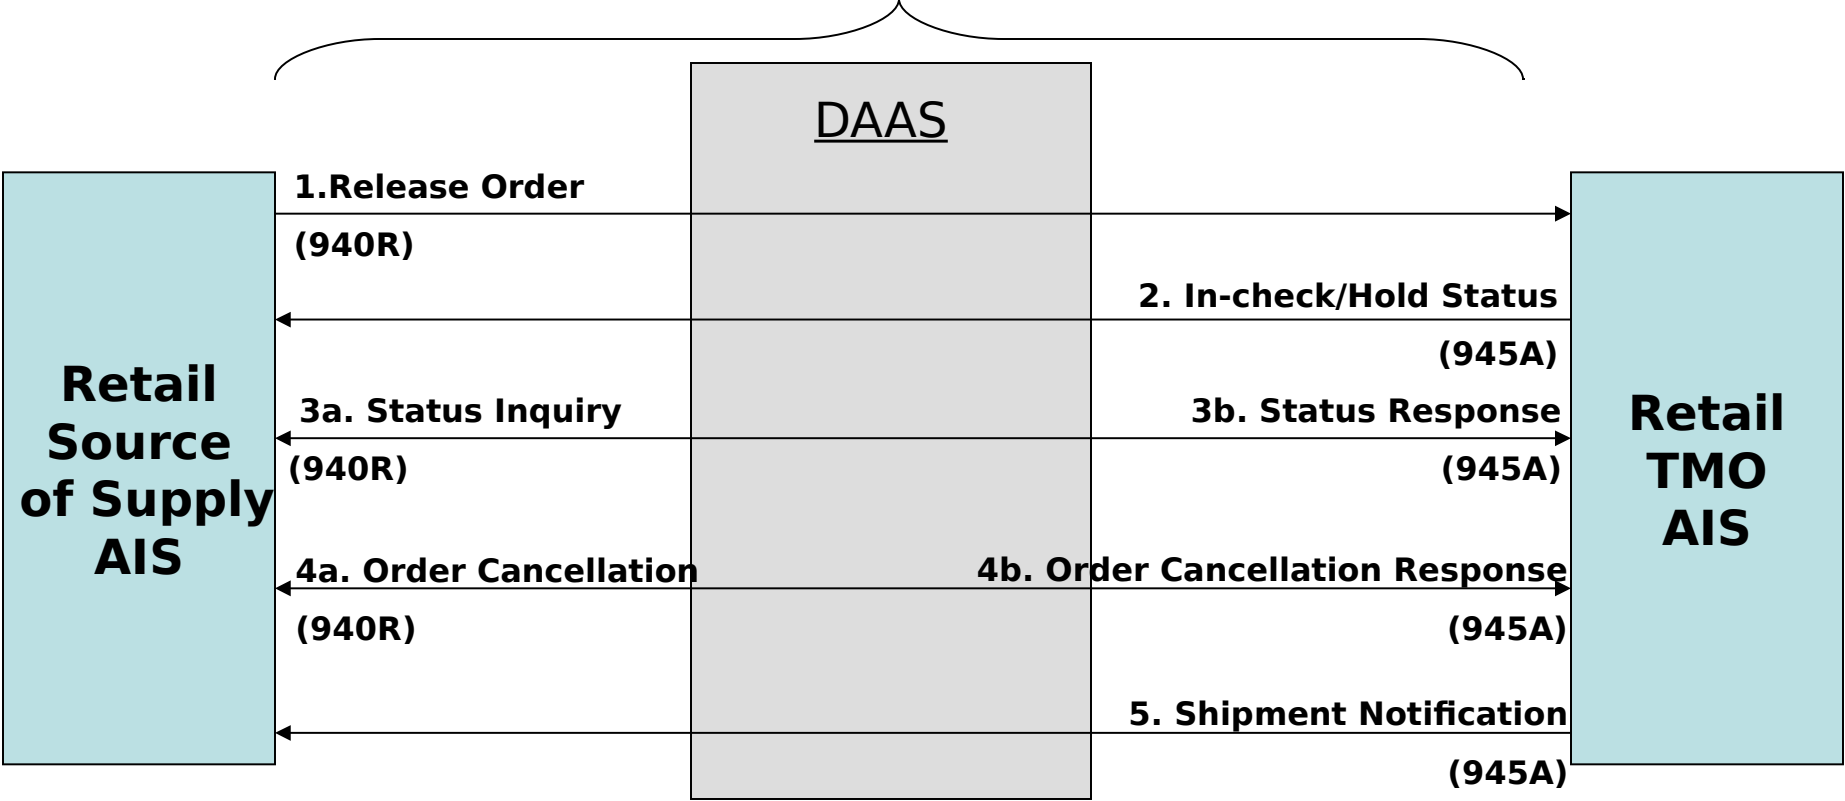 DAAS
1.Release Order
(940R)
2. In-check/Hold Status
(945A)
Retail
Source
of Supply
AIS
3a. Status Inquiry
(940R)
3b. Status Response
(945A)
Retail
TMO
AIS
4a. Order Cancellation
(940R)
4b. Order Cancellation Response
(945A)
5. Shipment Notification
(945A)